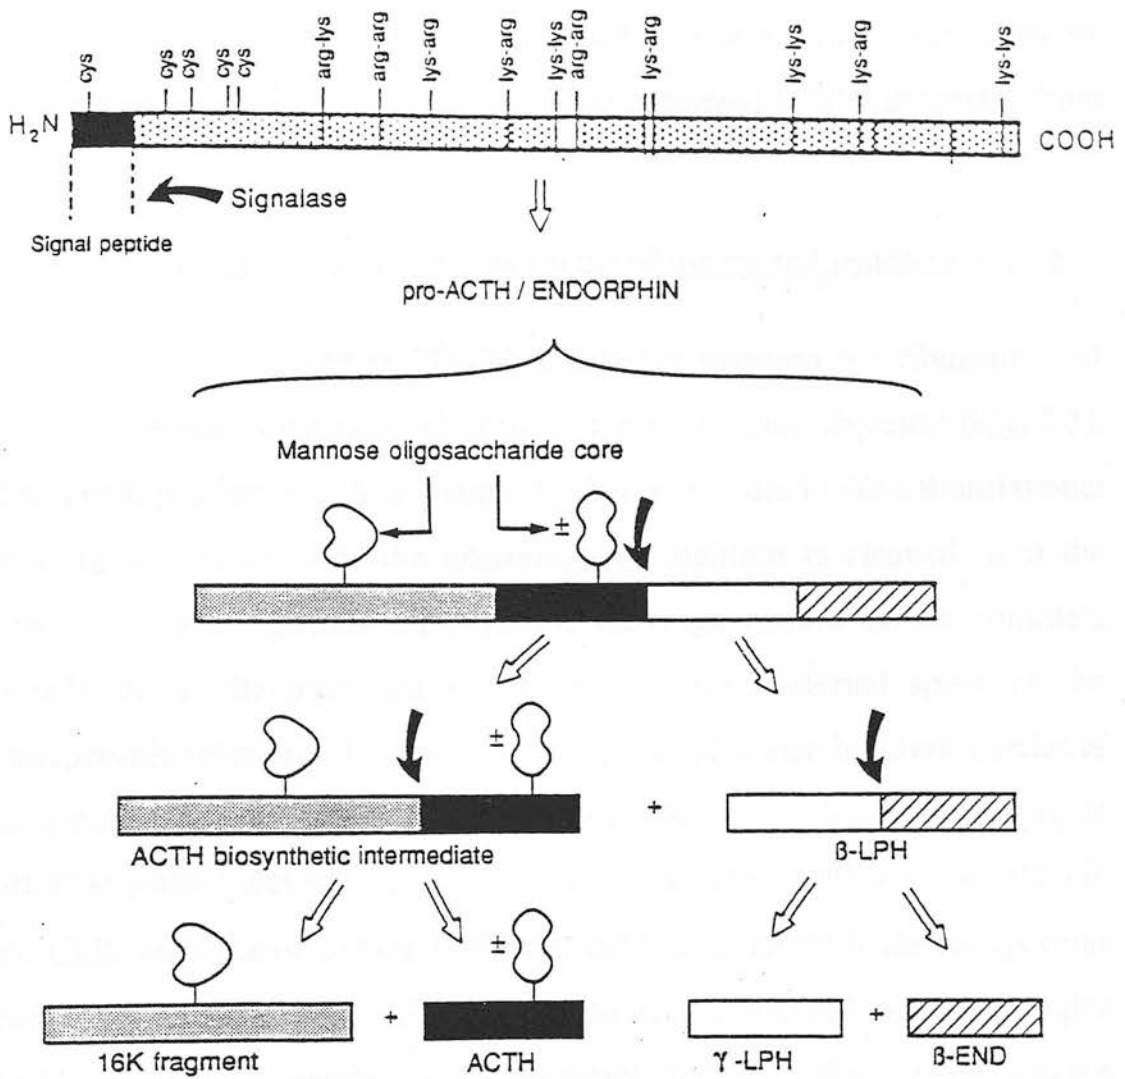 cys cys cys cys cys arg-lys arg-arg lys-arg lys-arg lys-lys arg-arg lys-arg lys-lys lys-arg lys-lys
H₂N COOH
Signalase
Signal peptide
pro-ACTH / ENDORPHIN
Mannose oligosaccharide core
±
±
+
ACTH biosynthetic intermediate ß-LPH
±
+ +
16K fragment ACTH γ-LPH ß-END